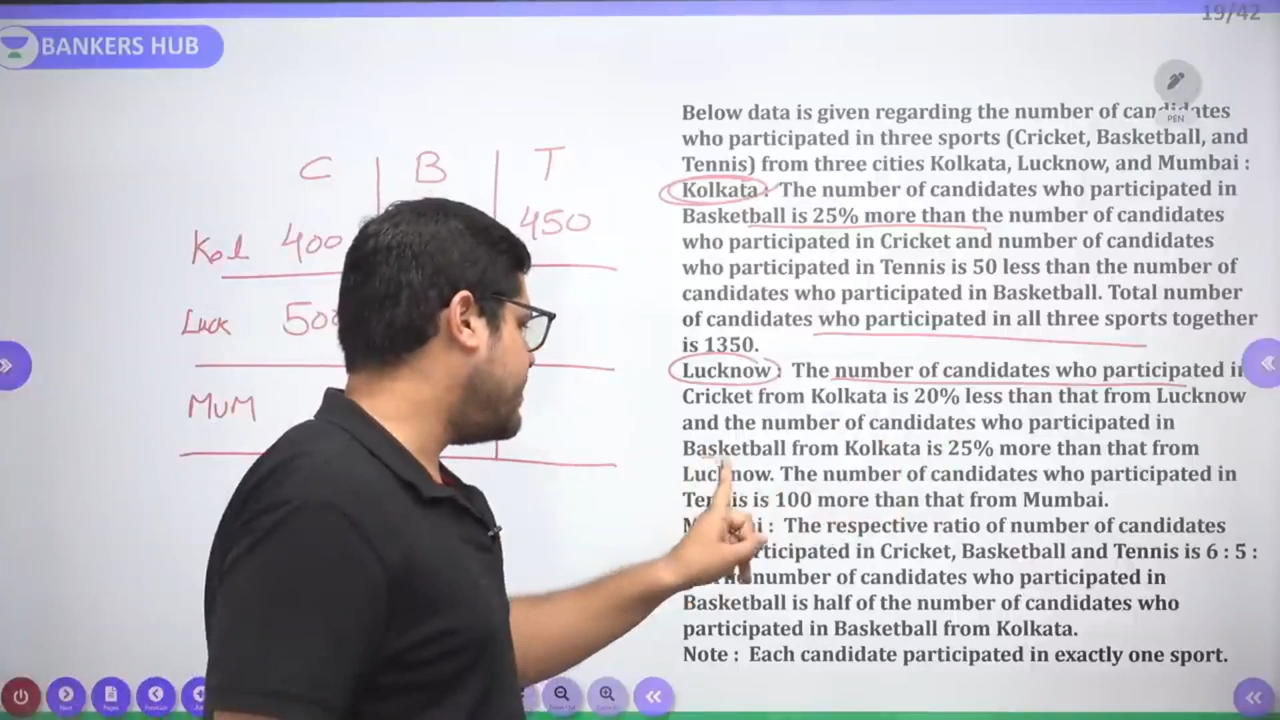 19/42
BANKERS HUB
PEN
C B T
Kol 400 450
Luck 500
MUM
Below data is given regarding the number of candidates
who participated in three sports (Cricket, Basketball, and
Tennis) from three cities Kolkata, Lucknow, and Mumbai :
Kolkata : The number of candidates who participated in
Basketball is 25% more than the number of candidates
who participated in Cricket and number of candidates
who participated in Tennis is 50 less than the number of
candidates who participated in Basketball. Total number
of candidates who participated in all three sports together
is 1350.
Lucknow : The number of candidates who participated in
Cricket from Kolkata is 20% less than that from Lucknow
and the number of candidates who participated in
Basketball from Kolkata is 25% more than that from
Lucknow. The number of candidates who participated in
Tennis is 100 more than that from Mumbai.
: The respective ratio of number of candidates
participated in Cricket, Basketball and Tennis is 6 : 5 :
number of candidates who participated in
Basketball is half of the number of candidates who
participated in Basketball from Kolkata.
Note : Each candidate participated in exactly one sport.
Next Pages Prev